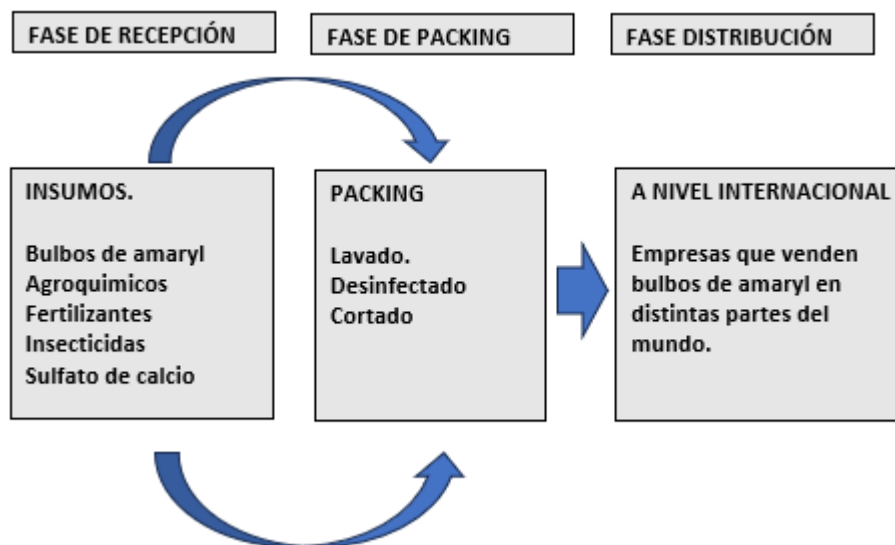 FASE DE RECEPCIÓN
FASE DE PACKING
FASE DISTRIBUCIÓN
INSUMOS.
Bulbos de amaryl
Agroquimicos
Fertilizantes
Insecticidas
Sulfato de calcio
PACKING
Lavado.
Desinfectado
Cortado
A NIVEL INTERNACIONAL
Empresas que venden
bulbos de amaryl en
distintas partes del
mundo.